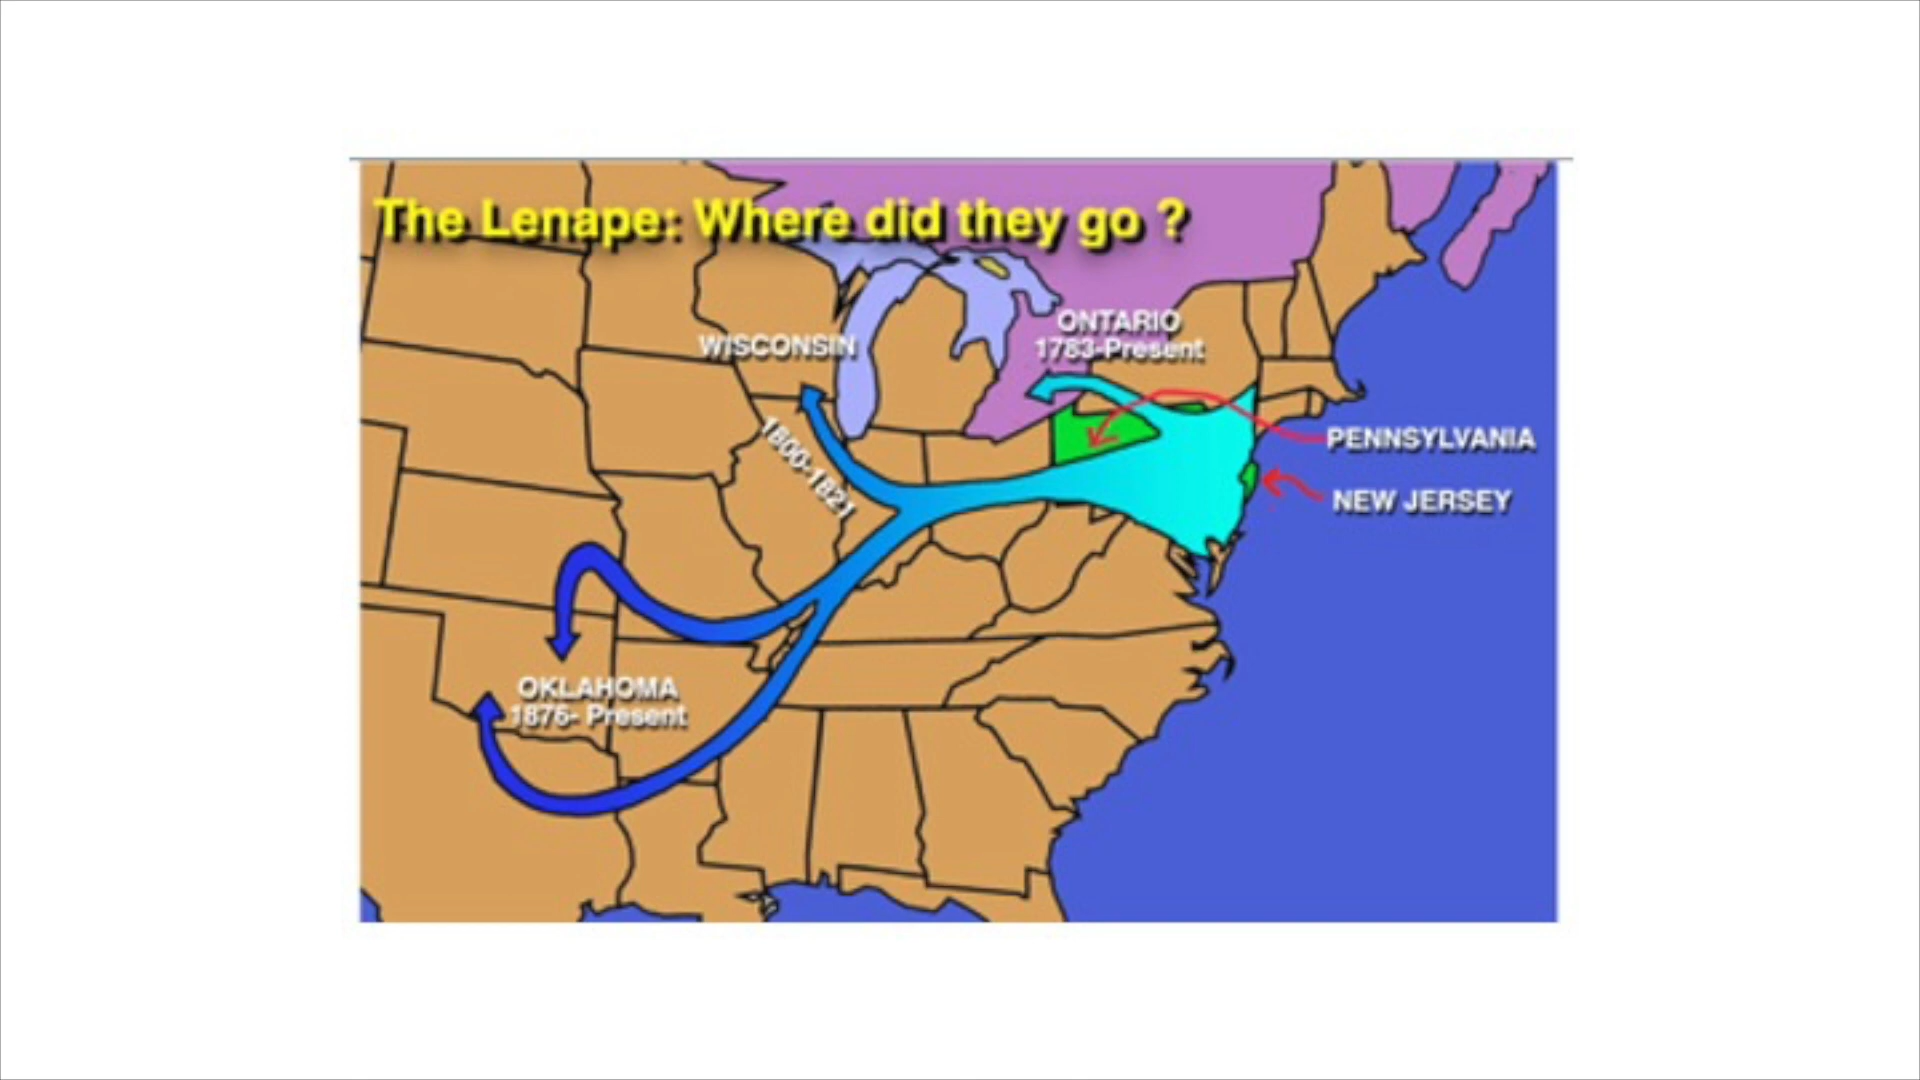 The Lenape: Where did they go ?
ONTARIO
1783-Present
WISCONSIN
1800-1821
PENNSYLVANIA
NEW JERSEY
OKLAHOMA
1876- Present